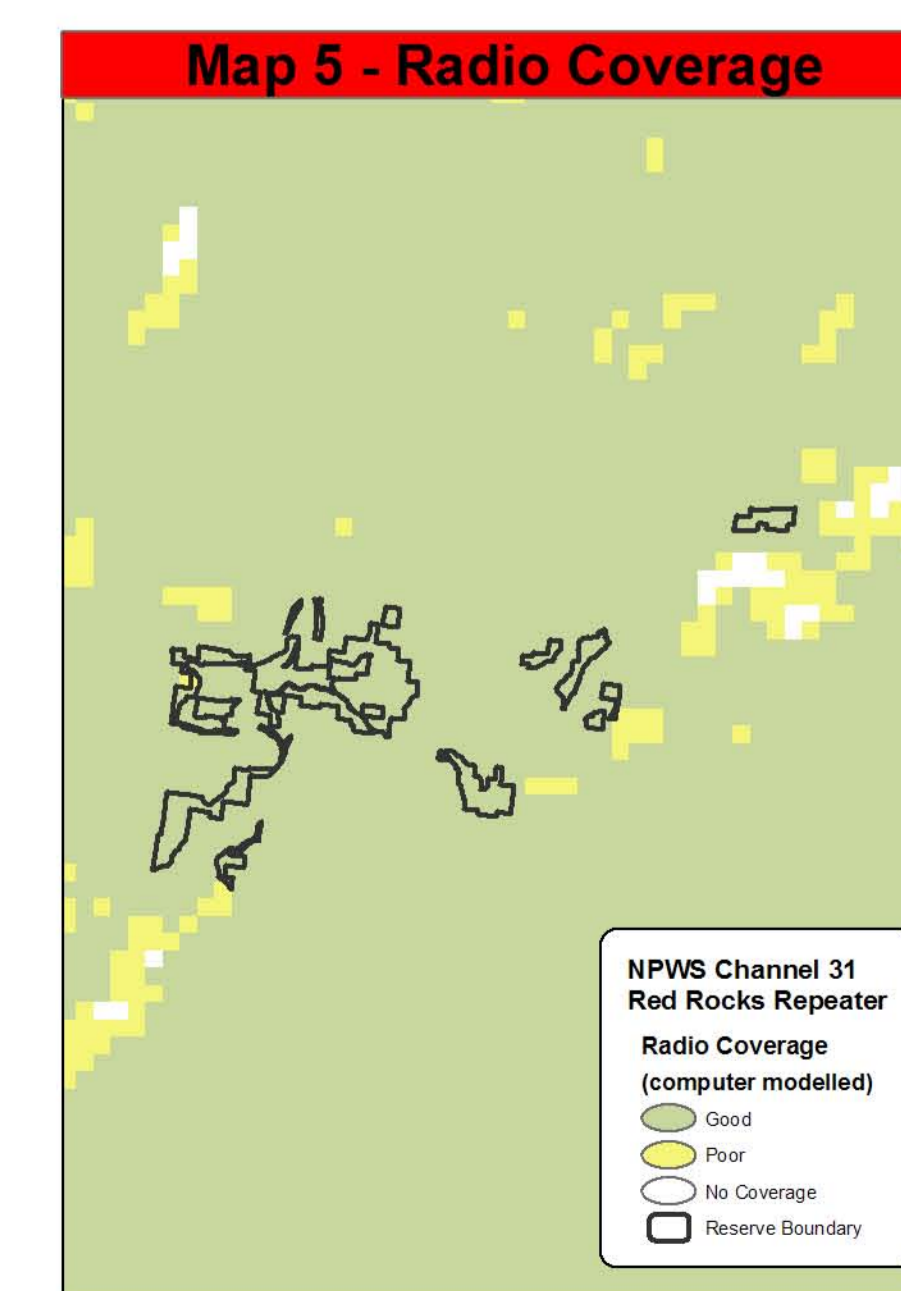 Map 5 - Radio Coverage
NPWS Channel 31
Red Rocks Repeater
Radio Coverage
(computer modelled)
Good
Poor
No Coverage
Reserve Boundary